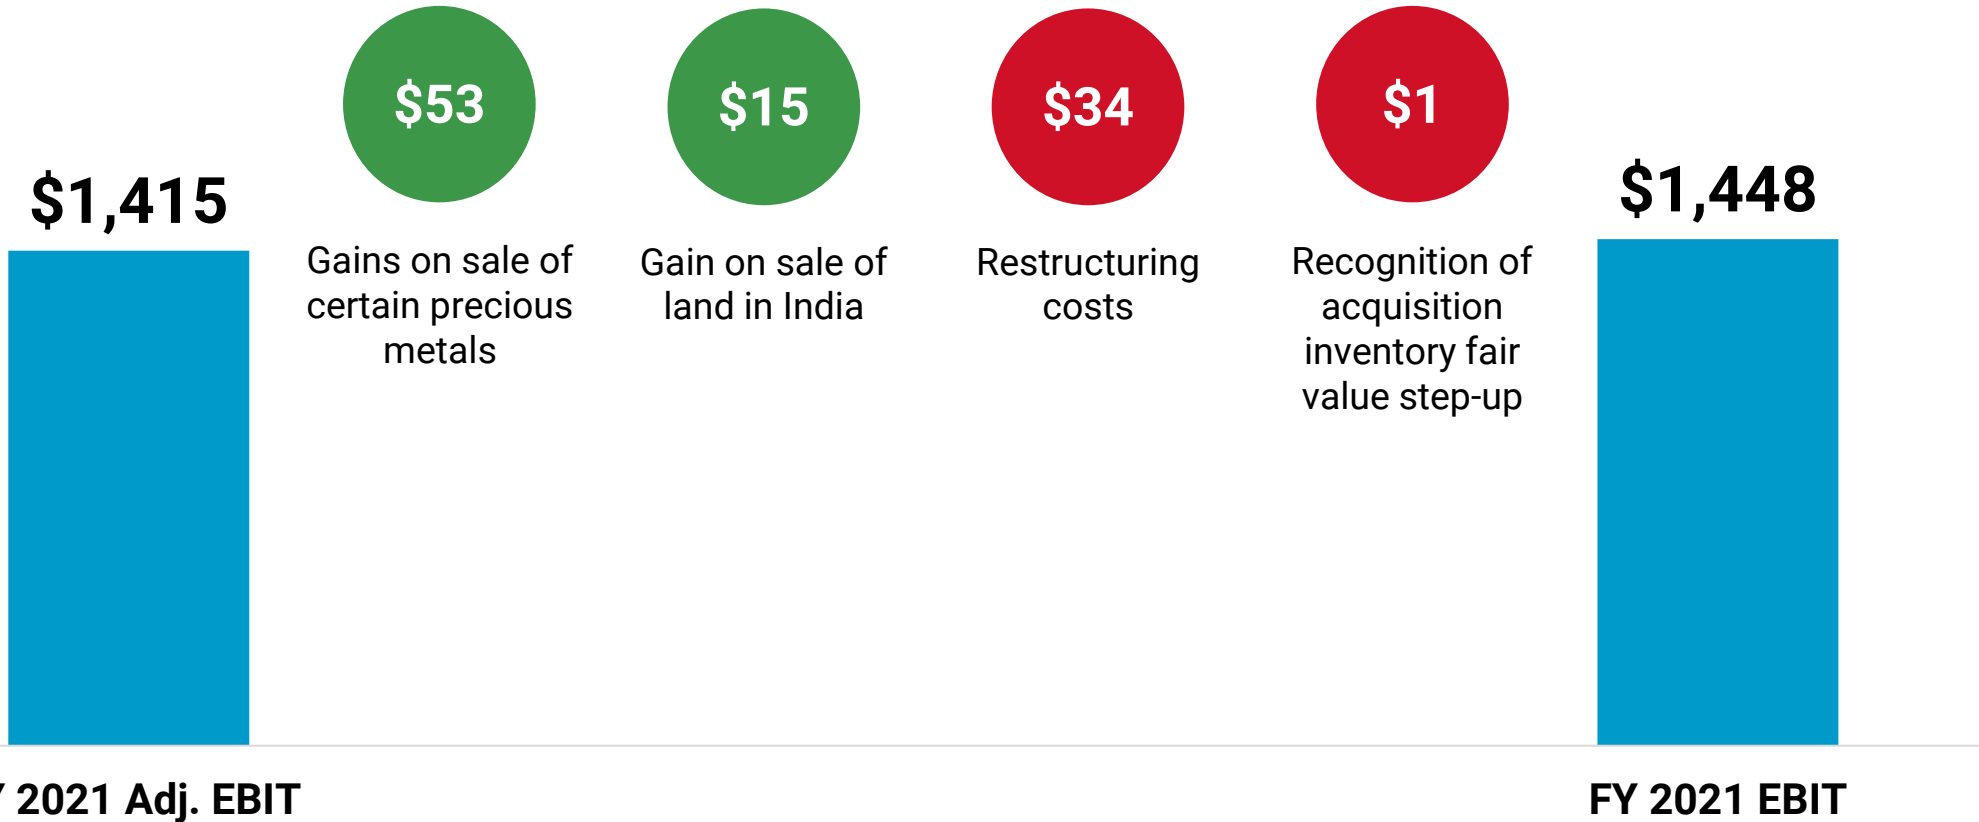 $1,415
$53
Gains on sale of
certain precious
metals
$15
Gain on sale of
land in India
$34
Restructuring
costs
$1
Recognition of
acquisition
inventory fair
value step-up
$1,448
2021 Adj. EBIT
FY 2021 EBIT